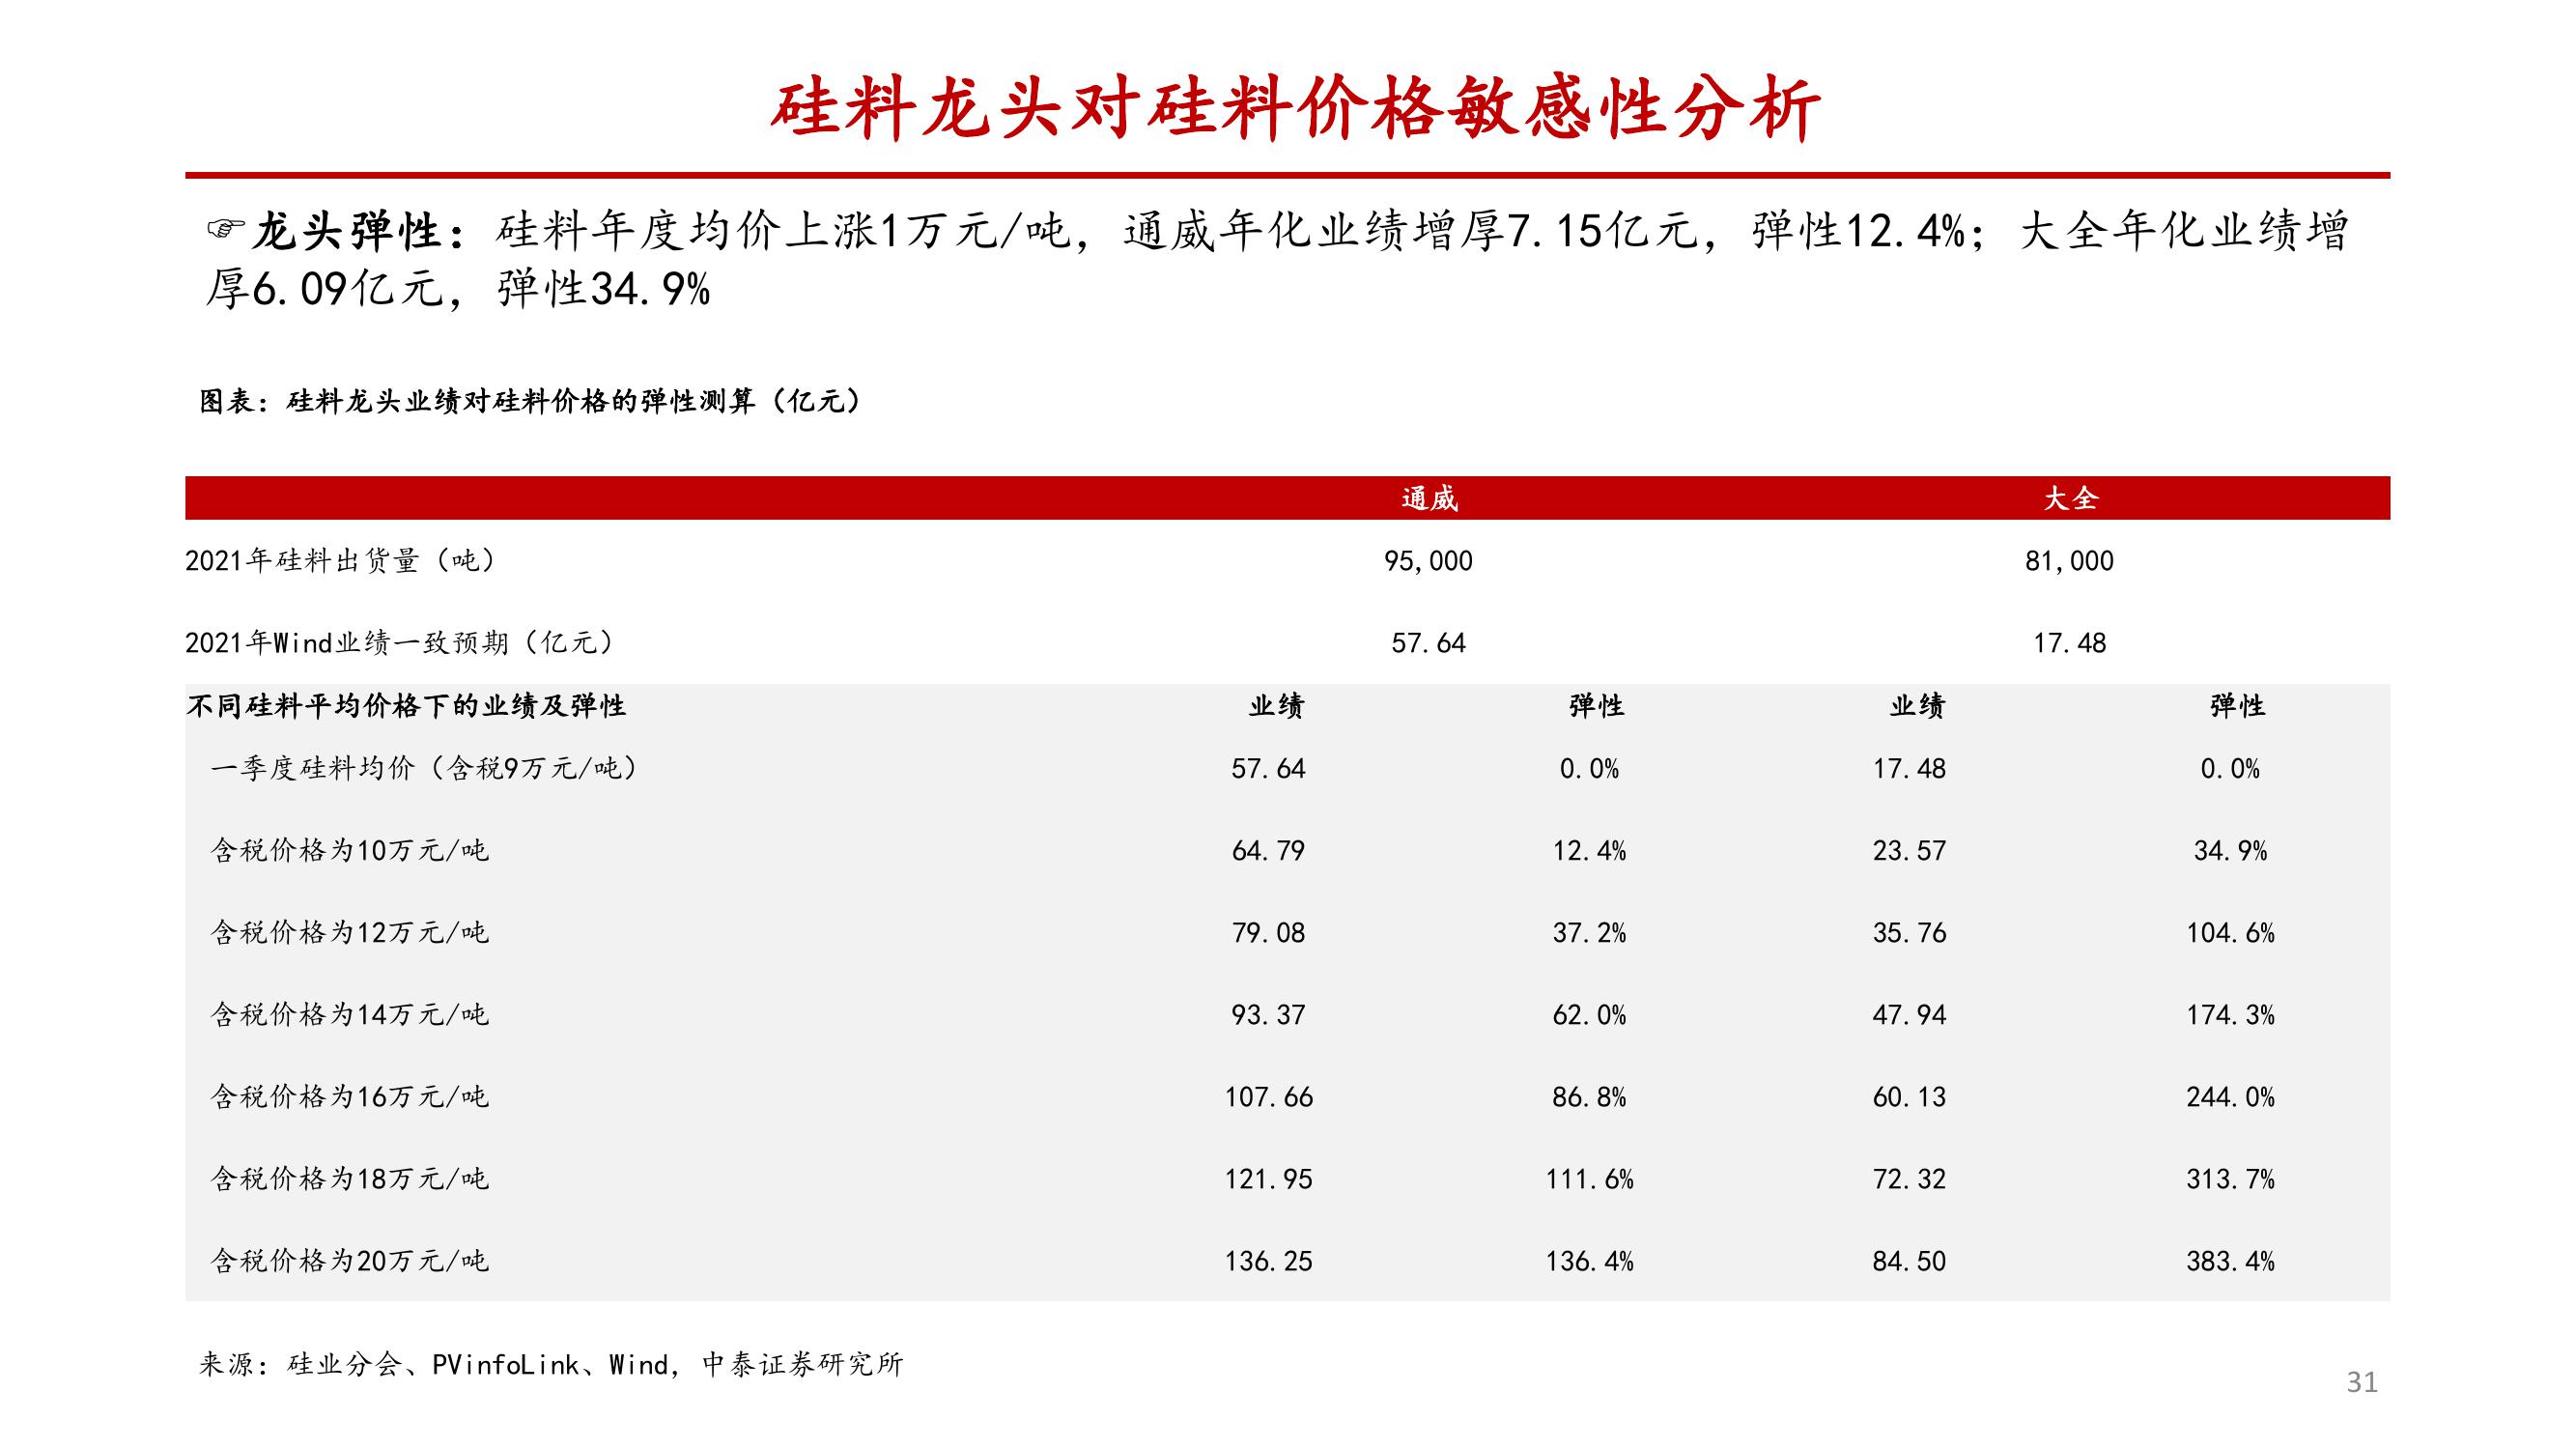 硅料龙头对硅料价格敏感性分析
☞龙头弹性：硅料年度均价上涨1万元/吨，通威年化业绩增厚7.15亿元，弹性12.4%；大全年化业绩增
厚6.09亿元，弹性34.9%
图表：硅料龙头业绩对硅料价格的弹性测算（亿元）
通威 大全
2021年硅料出货量（吨） 95,000 81,000
2021年Wind业绩一致预期（亿元） 57.64 17.48
不同硅料平均价格下的业绩及弹性 业绩 弹性 业绩 弹性
一季度硅料均价（含税9万元/吨） 57.64 0.0% 17.48 0.0%
含税价格为10万元/吨 64.79 12.4% 23.57 34.9%
含税价格为12万元/吨 79.08 37.2% 35.76 104.6%
含税价格为14万元/吨 93.37 62.0% 47.94 174.3%
含税价格为16万元/吨 107.66 86.8% 60.13 244.0%
含税价格为18万元/吨 121.95 111.6% 72.32 313.7%
含税价格为20万元/吨 136.25 136.4% 84.50 383.4%
来源：硅业分会、PVinfoLink、Wind，中泰证券研究所
31